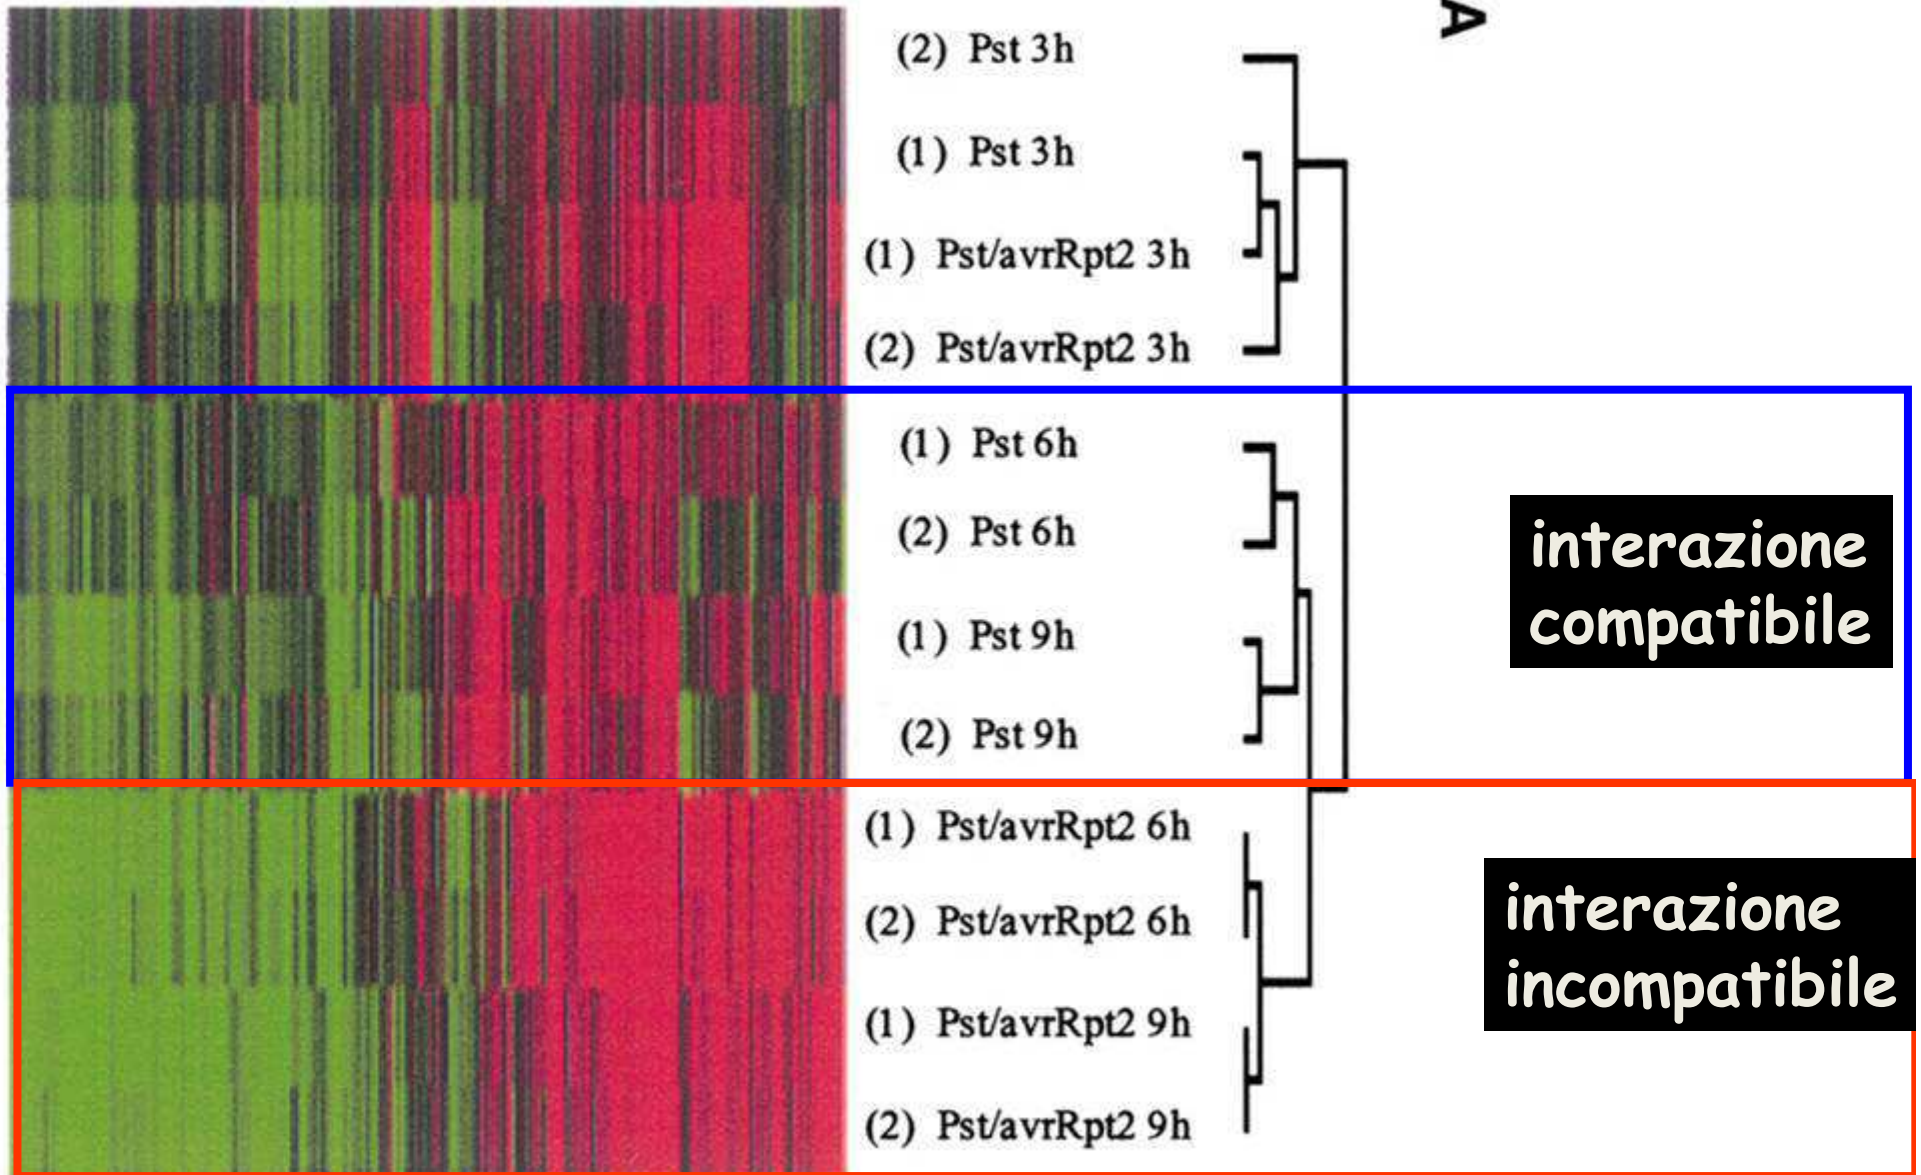 A
(2) Pst 3h
(1) Pst 3h
(1) Pst/avrRpt2 3h
(2) Pst/avrRpt2 3h
(1) Pst 6h
(2) Pst 6h
(1) Pst 9h
(2) Pst 9h
interazione
compatibile
(1) Pst/avrRpt2 6h
(2) Pst/avrRpt2 6h
(1) Pst/avrRpt2 9h
(2) Pst/avrRpt2 9h
interazione
incompatibile